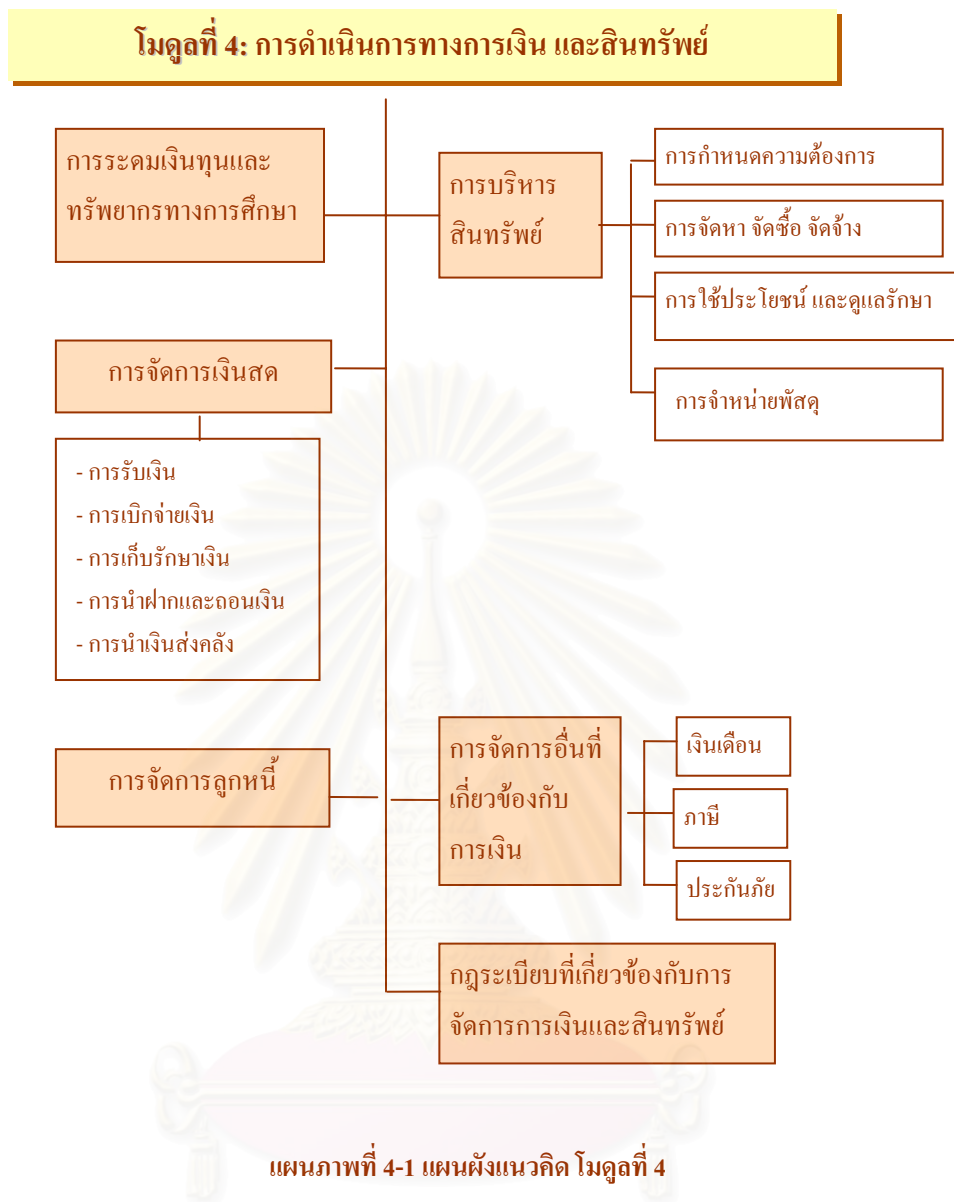 โมดูลที่ 4: การดำเนินการทางการเงิน และสินทรัพย์
การระดมเงินทุนและ
ทรัพยากรทางการศึกษา
การบริหาร
สินทรัพย์
การกำหนดความต้องการ
การจัดหา จัดซื้อ จัดจ้าง
การใช้ประโยชน์ และดูแลรักษา
การจำหน่ายพัสดุ
การจัดการเงินสด
- การรับเงิน
- การเบิกจ่ายเงิน
- การเก็บรักษาเงิน
- การนำฝากและถอนเงิน
- การนำเงินส่งคลัง
การจัดการลูกหนี้
การจัดการอื่นที่
เกี่ยวข้องกับ
การเงิน
เงินเดือน
ภาษี
ประกันภัย
กฎระเบียบที่เกี่ยวข้องกับการ
จัดการการเงินและสินทรัพย์
แผนภาพที่ 4-1 แผนผังแนวคิด โมดูลที่ 4